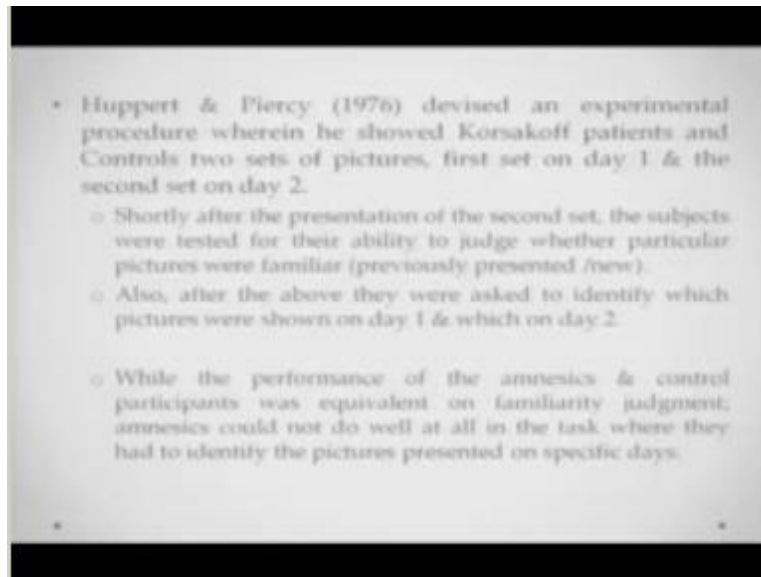 • Huppert & Piercy (1976) devised an experimental
procedure wherein he showed Korsakoff patients and
Controls two sets of pictures, first set on day 1 & the
second set on day 2.
o Shortly after the presentation of the second set, the subjects
were tested for their ability to judge whether particular
pictures were familiar (previously presented /new).
o Also, after the above they were asked to identify which
pictures were shown on day 1 & which on day 2.
o While the performance of the amnesics & control
participants was equivalent on familiarity judgment;
amnesics could not do well at all in the task where they
had to identify the pictures presented on specific days.